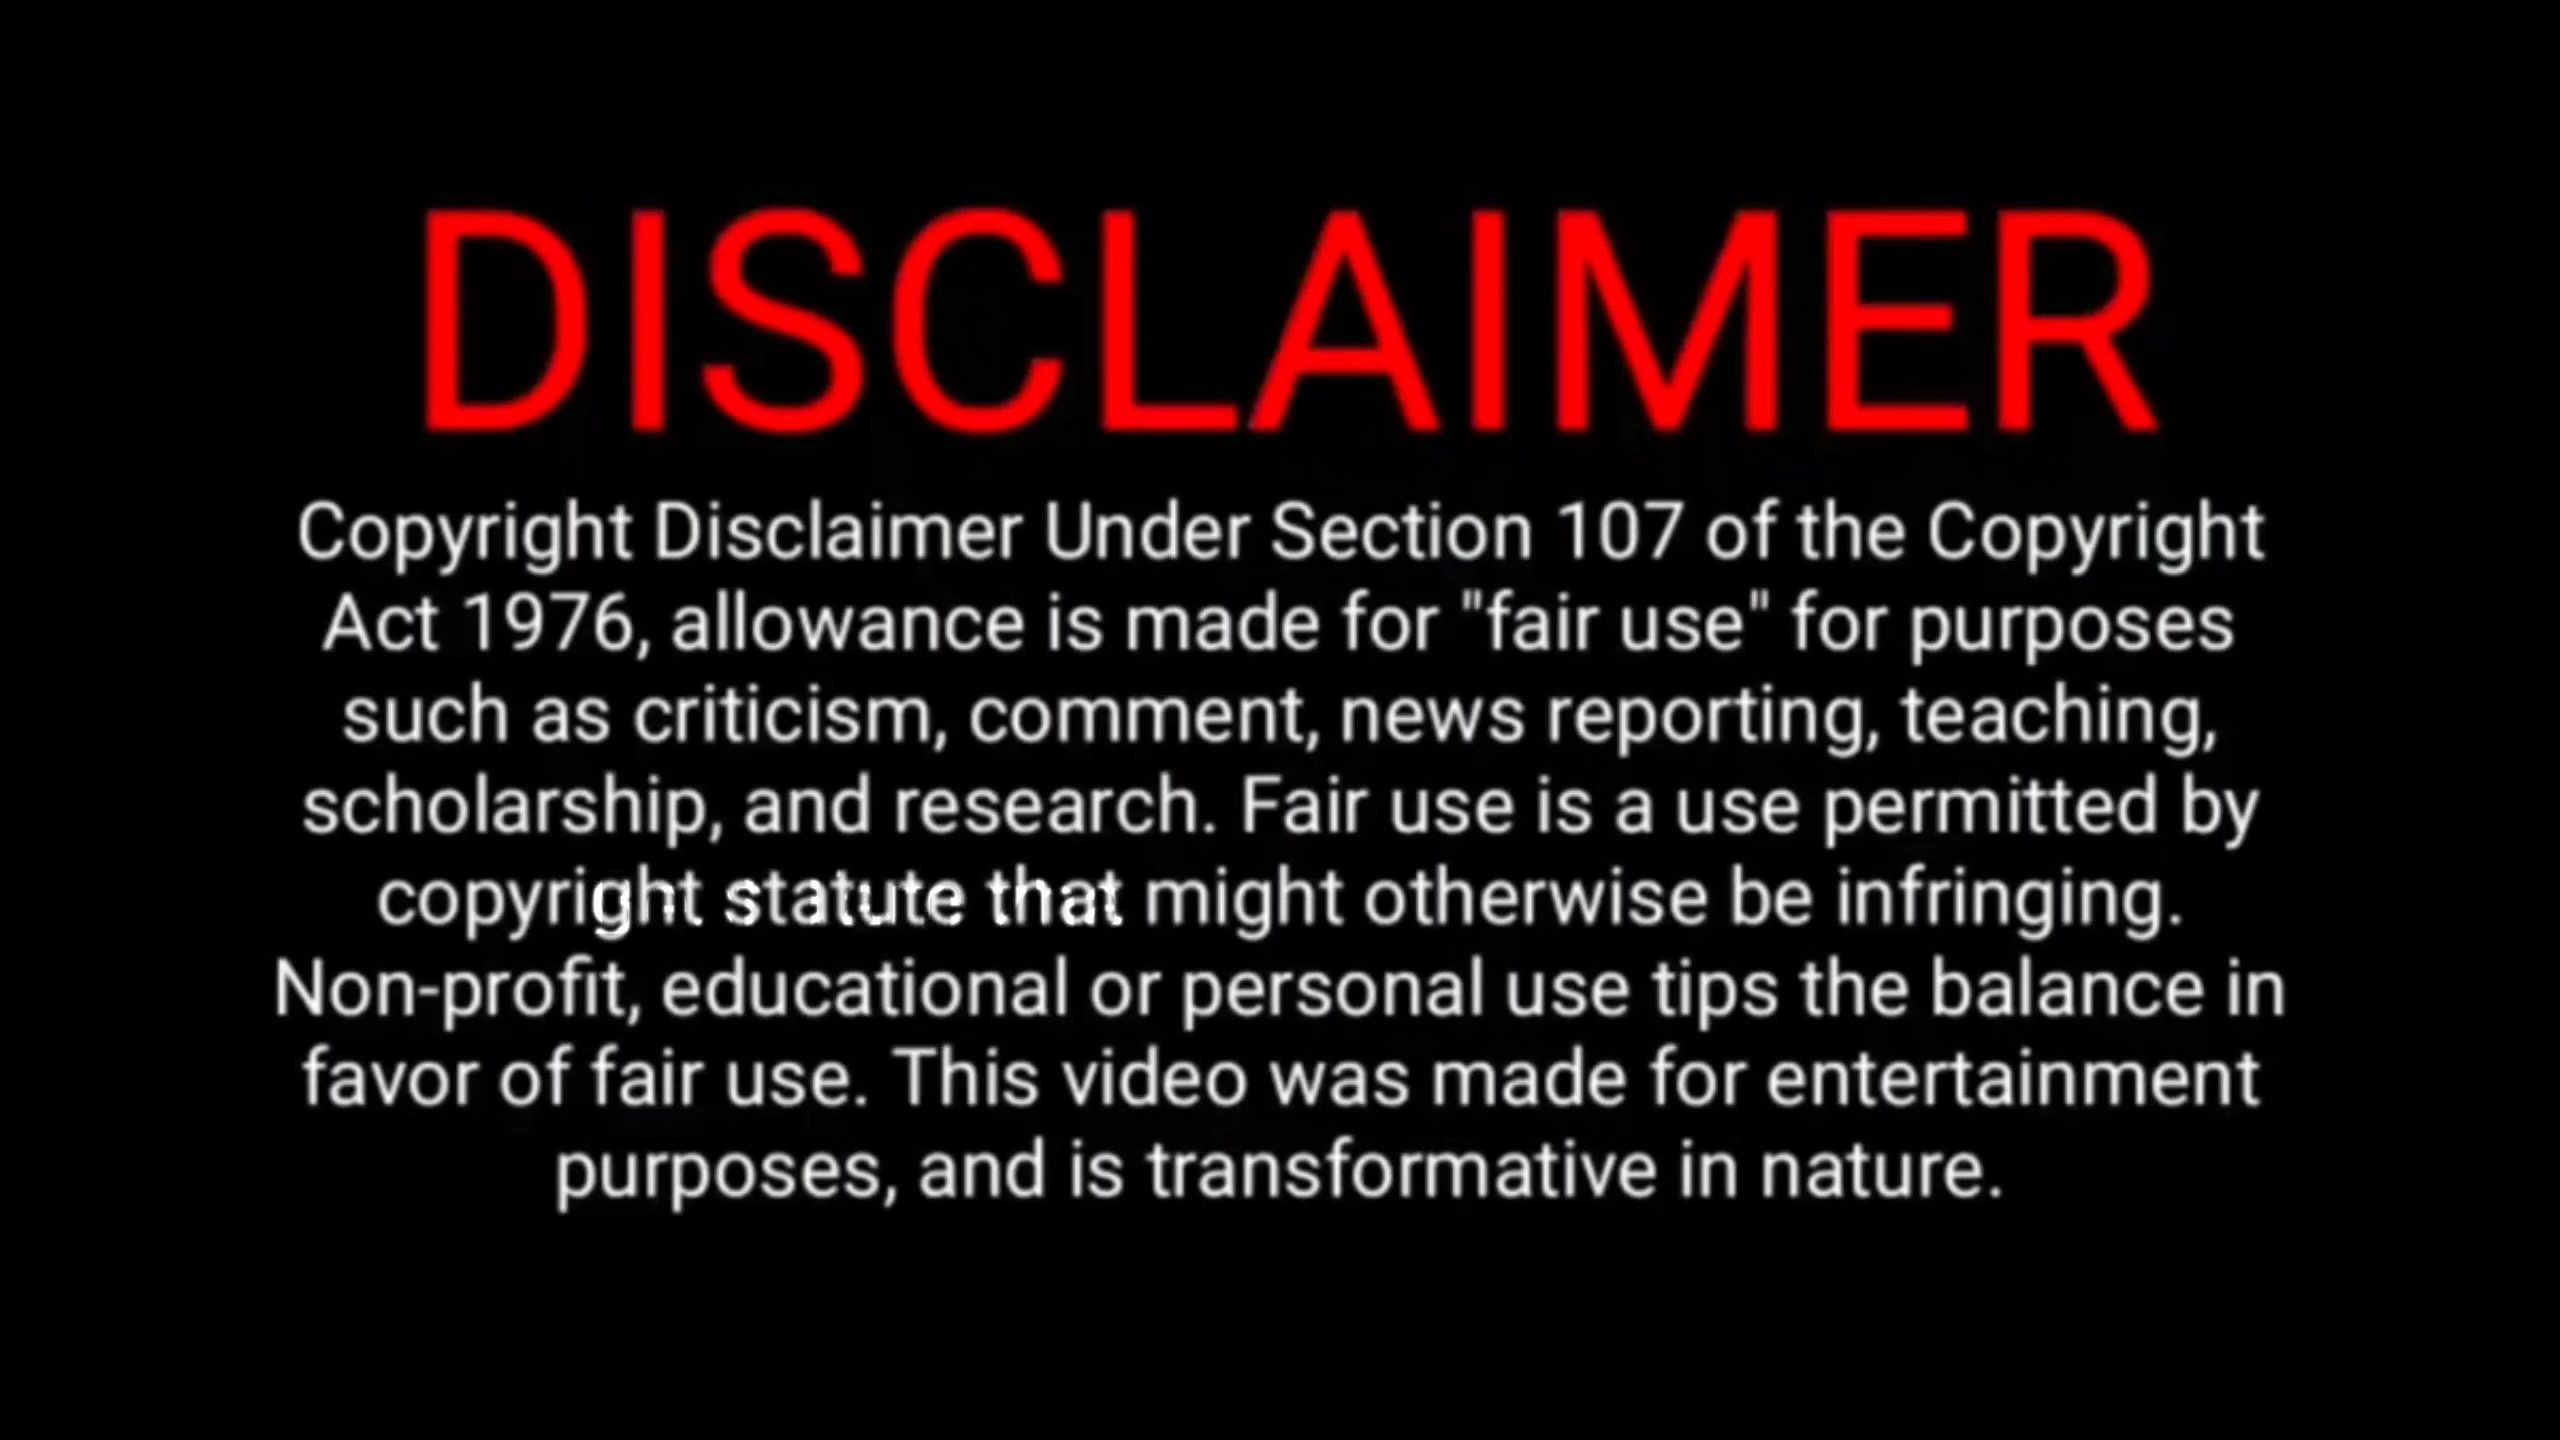 DISCLAIMER
Copyright Disclaimer Under Section 107 of the Copyright
Act 1976, allowance is made for "fair use" for purposes
such as criticism, comment, news reporting, teaching,
scholarship, and research. Fair use is a use permitted by
copyright statute that might otherwise be infringing.
Non-profit, educational or personal use tips the balance in
favor of fair use. This video was made for entertainment
purposes, and is transformative in nature.